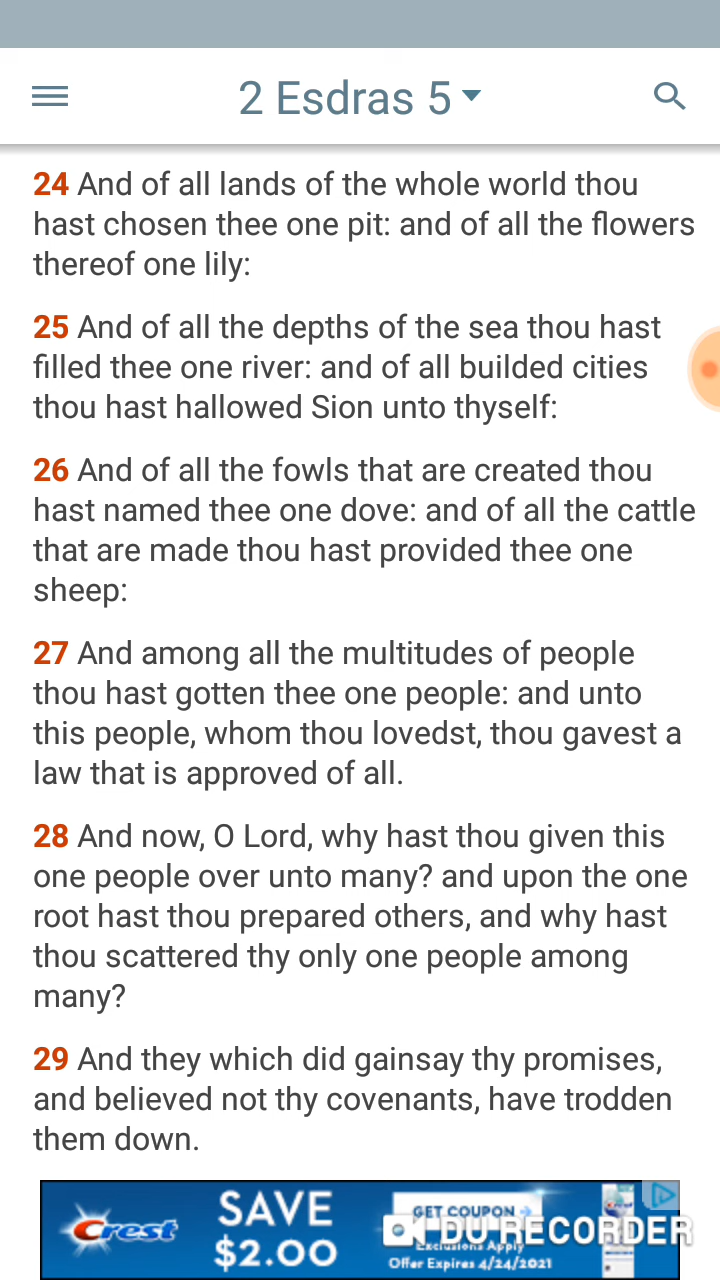 2 Esdras 5
24 And of all lands of the whole world thou
hast chosen thee one pit: and of all the flowers
thereof one lily:
25 And of all the depths of the sea thou hast
filled thee one river: and of all builded cities
thou hast hallowed Sion unto thyself:
26 And of all the fowls that are created thou
hast named thee one dove: and of all the cattle
that are made thou hast provided thee one
sheep:
27 And among all the multitudes of people
thou hast gotten thee one people: and unto
this people, whom thou lovedst, thou gavest a
law that is approved of all.
28 And now, O Lord, why hast thou given this
one people over unto many? and upon the one
root hast thou prepared others, and why hast
thou scattered thy only one people among
many?
29 And they which did gainsay thy promises,
and believed not thy covenants, have trodden
them down.
Crest
SAVE
$2.00
GET COUPON
DU RECORDER
Exclusions Apply
Offer Expires 4/24/2021